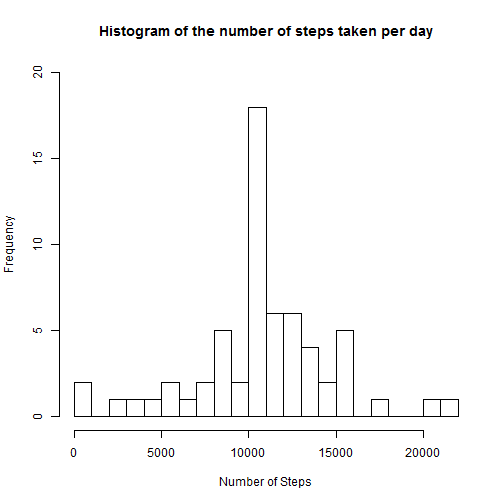 Histogram of the number of steps taken per day
Frequency
20
15
10
5
0
0 5000 10000 15000 20000
Number of Steps